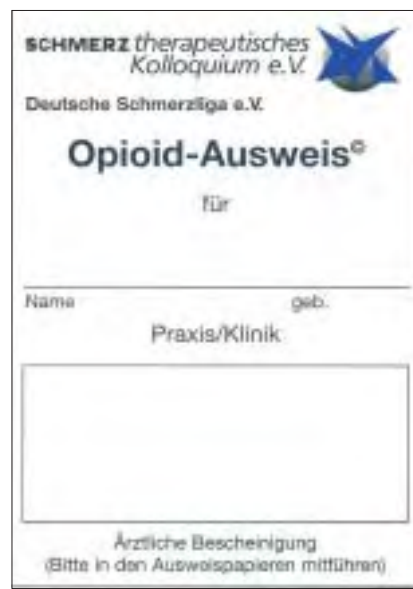 SCHMERZ therapeutisches
Kolloquium e.V.
Deutsche Schmerzliga e.V.
Opioid-Ausweis©
für
Name geb.
Praxis/Klinik
Ärztliche Bescheinigung
(Bitte in den Ausweispapieren mitführen)